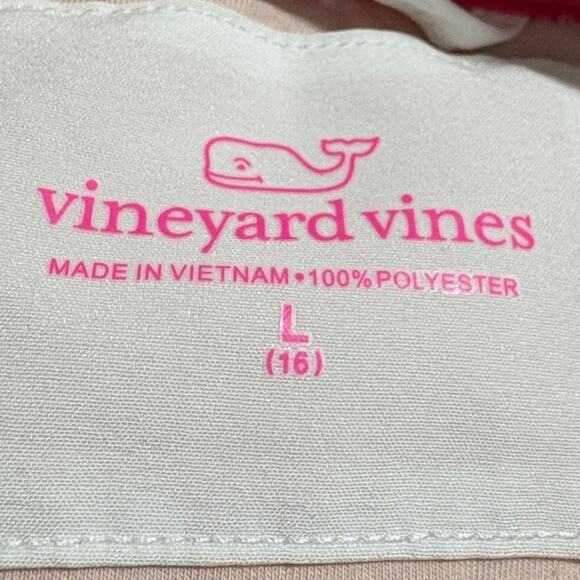 vineyard vines
MADE IN VIETNAM•100% POLYESTER
L
(16)